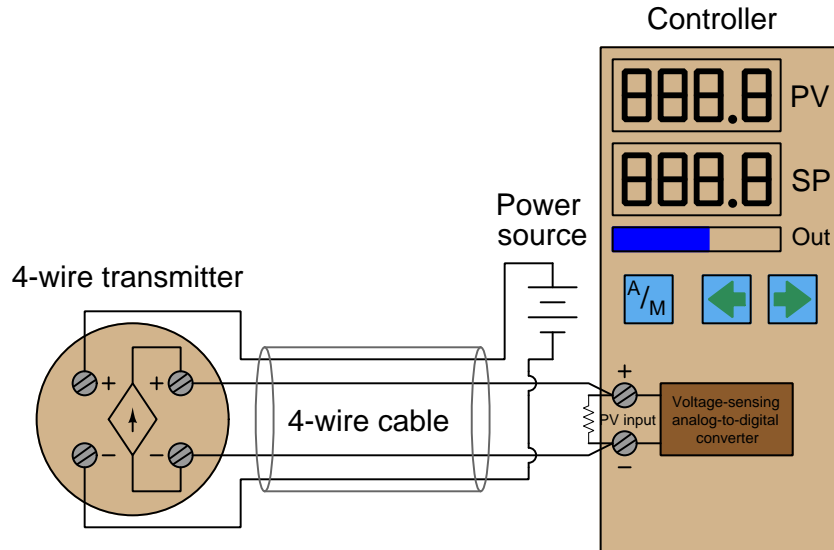 Controller
888.8
PV
888.8
SP
Power
source
Out
4-wire transmitter
A/M
+
+
+
4-wire cable
PV input
Voltage-sensing
analog-to-digital
converter
−
−
−